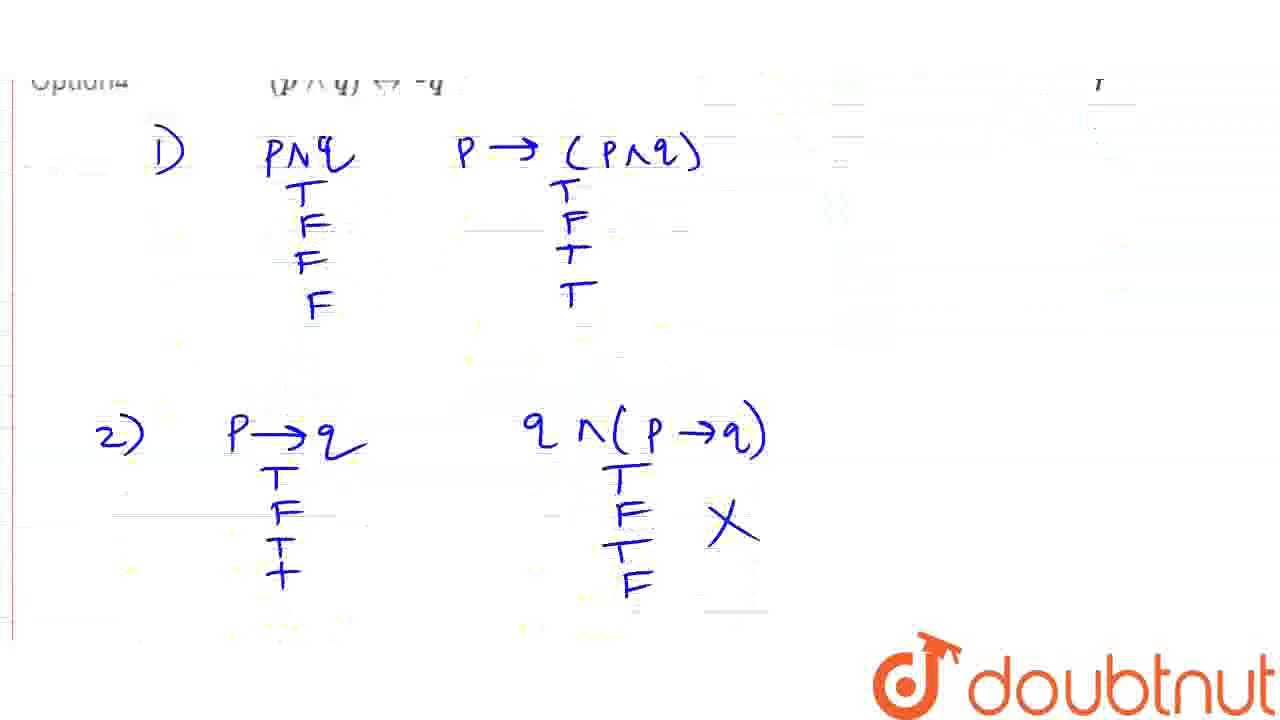 Option4 (p ∧ q) ⇔ ~q r
1) p∧q p → (p∧q)
T T
F F
F T
F T
2) p → q q ∧ (p → q)
T T
F F X
T T
T F
doubtnut